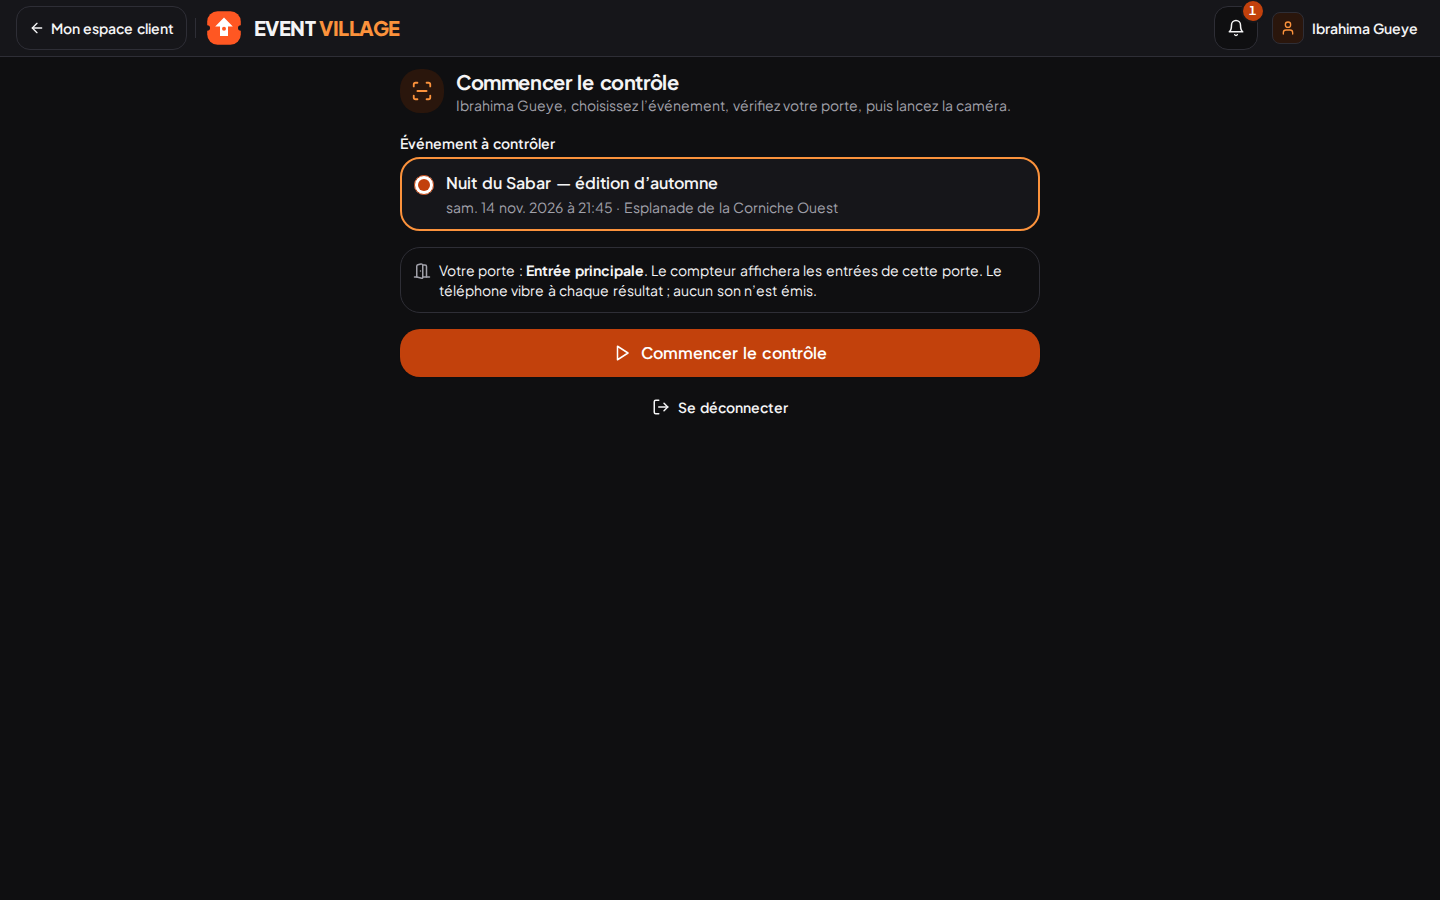 Mon espace client
EVENT VILLAGE
1
Ibrahima Gueye
Commencer le contrôle
Ibrahima Gueye, choisissez l’événement, vérifiez votre porte, puis lancez la caméra.
Événement à contrôler
Nuit du Sabar — édition d’automne
sam. 14 nov. 2026 à 21:45 · Esplanade de la Corniche Ouest
Votre porte : Entrée principale. Le compteur affichera les entrées de cette porte. Le
téléphone vibre à chaque résultat ; aucun son n’est émis.
Commencer le contrôle
Se déconnecter